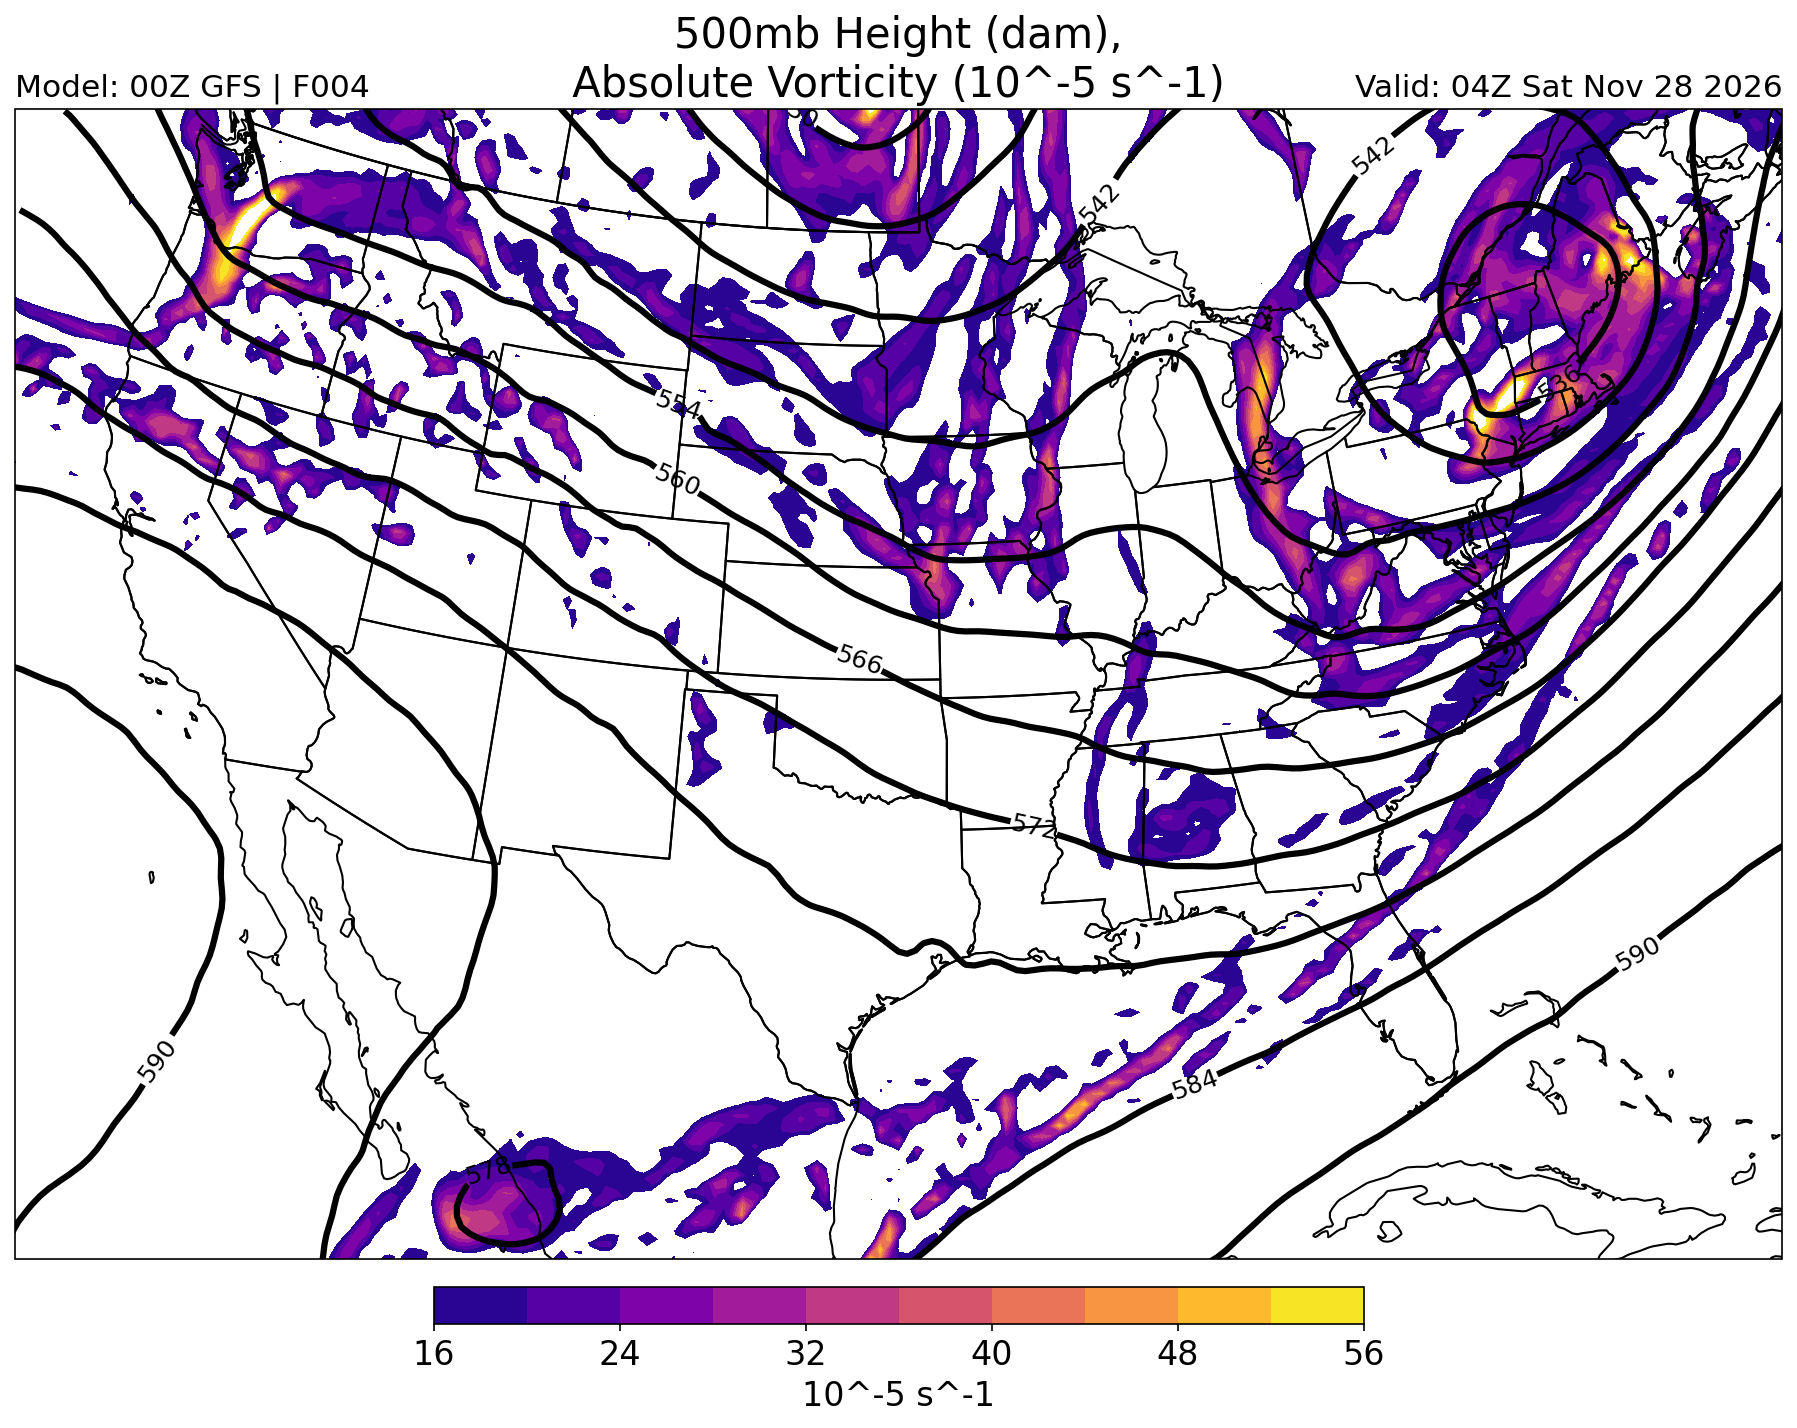 500mb Height (dam),
Absolute Vorticity (10^-5 s^-1)
Model: 00Z GFS | F004
Valid: 04Z Sat Nov 28 2026
542
542
536
554
560
566
572
590
584
590
578
16 24 32 40 48 56
10^-5 s^-1